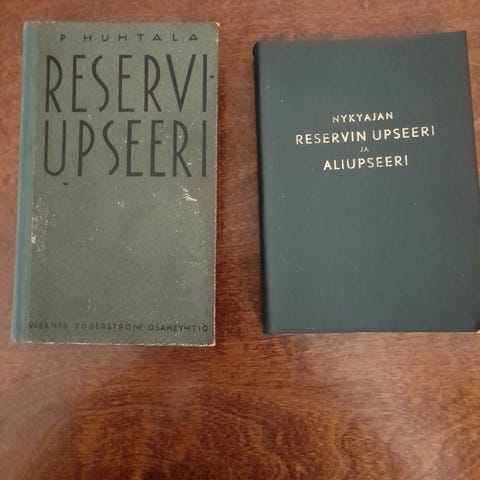 P. HUHTALA
RESERVI-
UPSEERI
WERNER SÖDERSTRÖM OSAKEYHTIÖ
NYKYAJAN
RESERVIN UPSEERI
JA
ALIUPSEERI